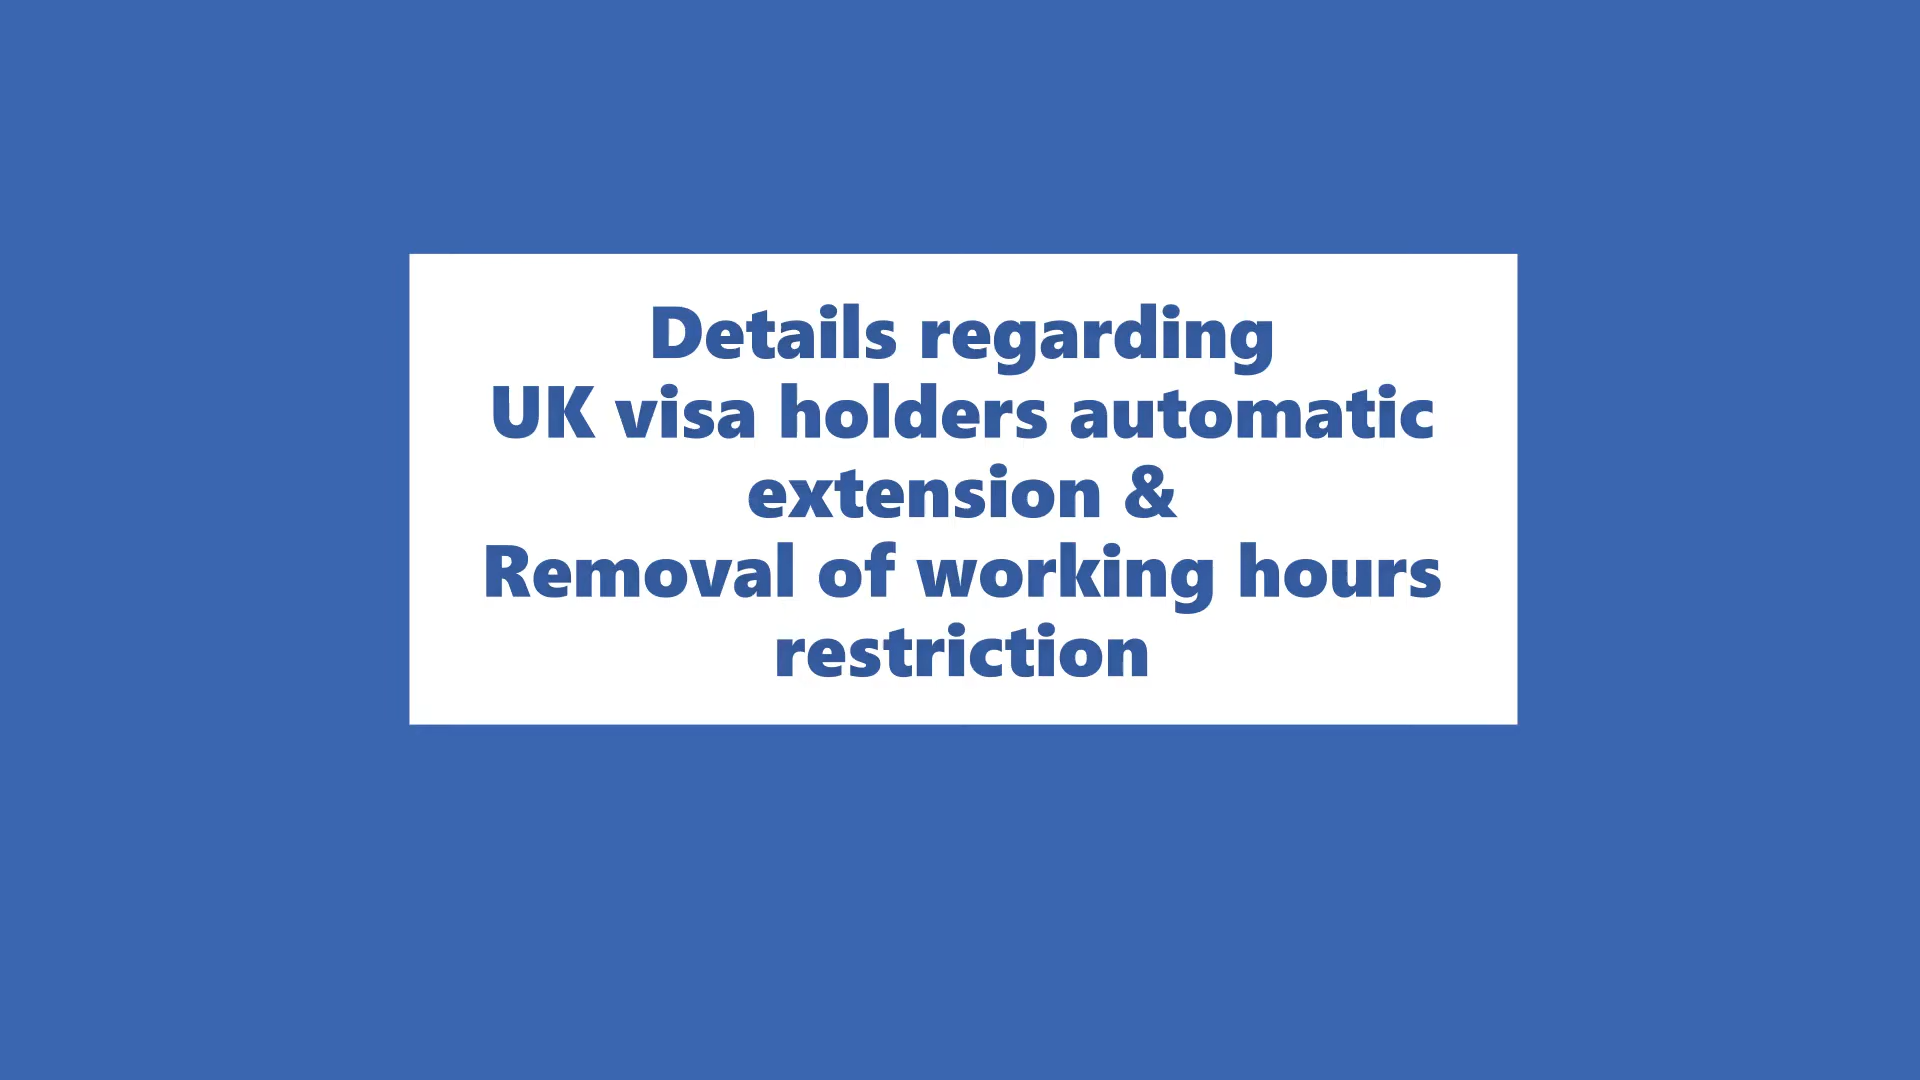 Details regarding
UK visa holders automatic
extension &
Removal of working hours
restriction